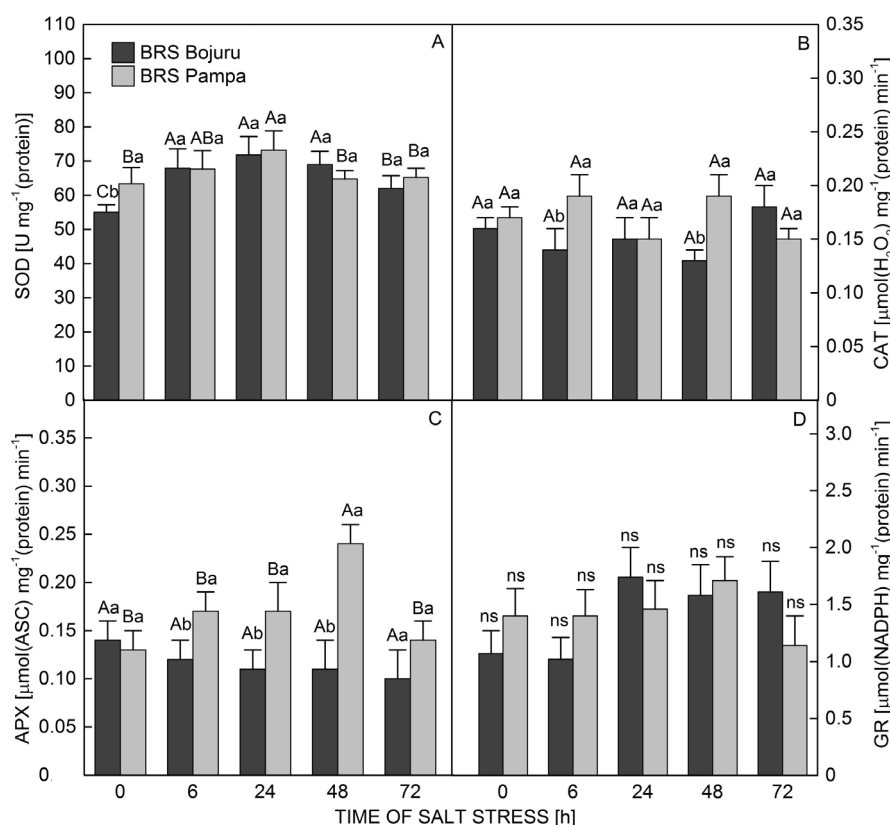 A
BRS Bojuru
BRS Pampa
SOD [U mg⁻¹(protein)]
110
100
90
80
70
60
50
40
30
20
10
0
Cb
Ba
Aa
ABa
Aa
Aa
Aa
Ba
Ba
Ba
B
CAT [μmol(H₂O₂) mg⁻¹(protein) min⁻¹]
0.35
0.30
0.25
0.20
0.15
0.10
0.05
0
Aa
Aa
Ab
Aa
Aa
Aa
Ab
Aa
Aa
Aa
C
APX [μmol(ASC) mg⁻¹(protein) min⁻¹]
0.35
0.30
0.25
0.20
0.15
0.10
0.05
0
Aa
Ba
Ab
Ba
Ab
Ba
Ab
Aa
Aa
Ba
0
6
24
48
72
D
GR [μmol(NADPH) mg⁻¹(protein) min⁻¹]
3.0
2.5
2.0
1.5
1.0
0.5
0
ns
ns
ns
ns
ns
ns
ns
ns
ns
ns
0
6
24
48
72
TIME OF SALT STRESS [h]